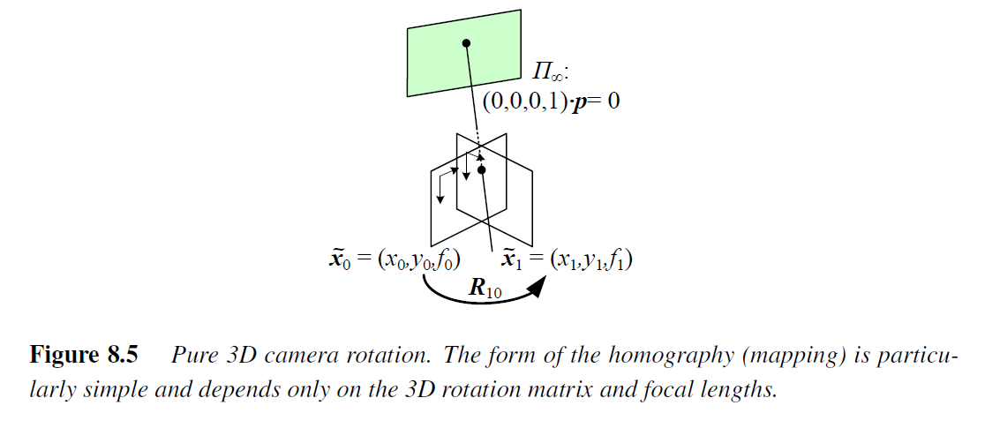 Π∞:
(0,0,0,1)·p= 0
x̃0 = (x0,y0,f0)
x̃1 = (x1,y1,f1)
R10
Figure 8.5 Pure 3D camera rotation. The form of the homography (mapping) is particu-
larly simple and depends only on the 3D rotation matrix and focal lengths.